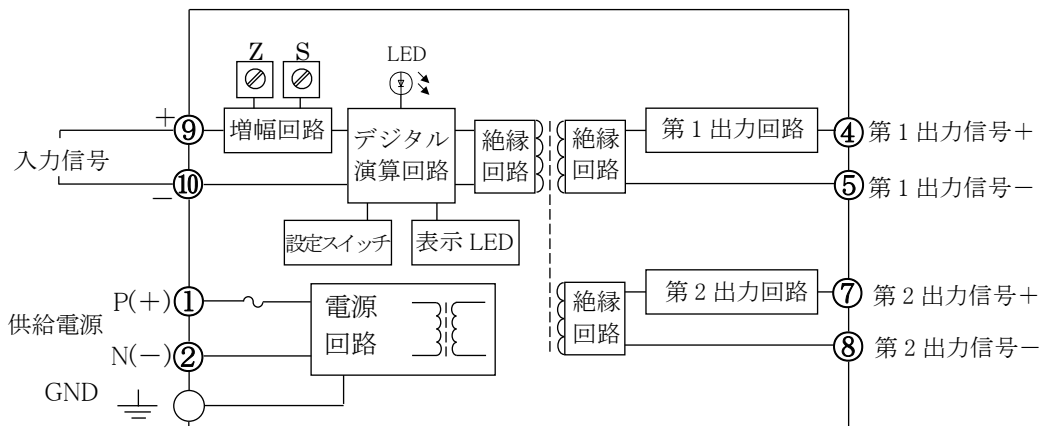 Z
S
LED
+
⑨
増幅回路
デジタル
演算回路
絶縁
回路
絶縁
回路
第1出力回路
④
第1出力信号+
入力信号
⑩
−
⑤
第1出力信号−
設定スイッチ
表示LED
P(+)
①
電源
回路
供給電源
N(−)
②
GND
絶縁
回路
第2出力回路
⑦
第2出力信号+
⑧
第2出力信号−